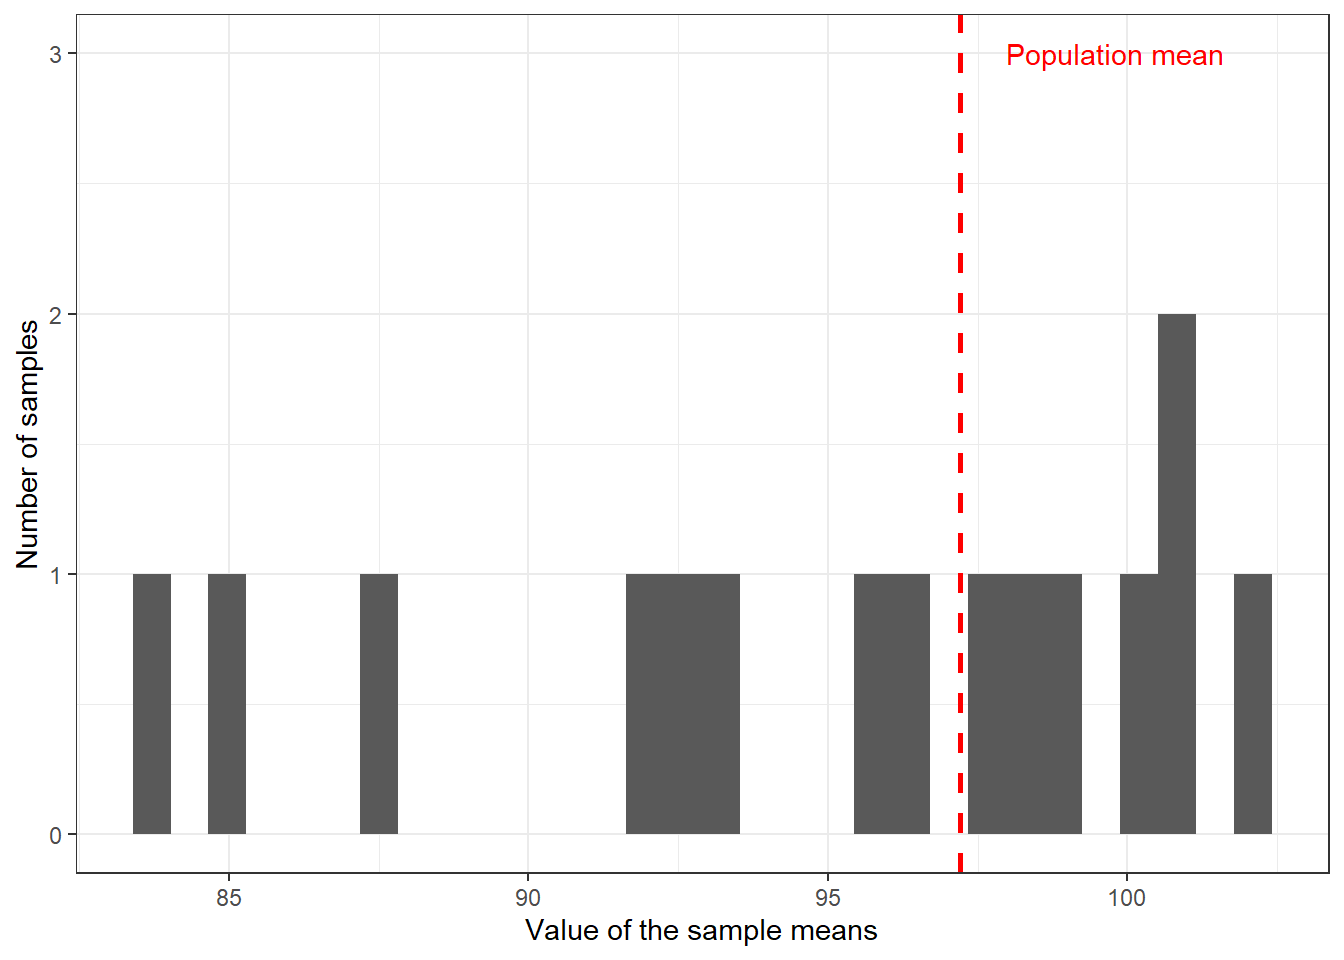 Population mean
3
2
1
0
Number of samples
85 90 95 100
Value of the sample means